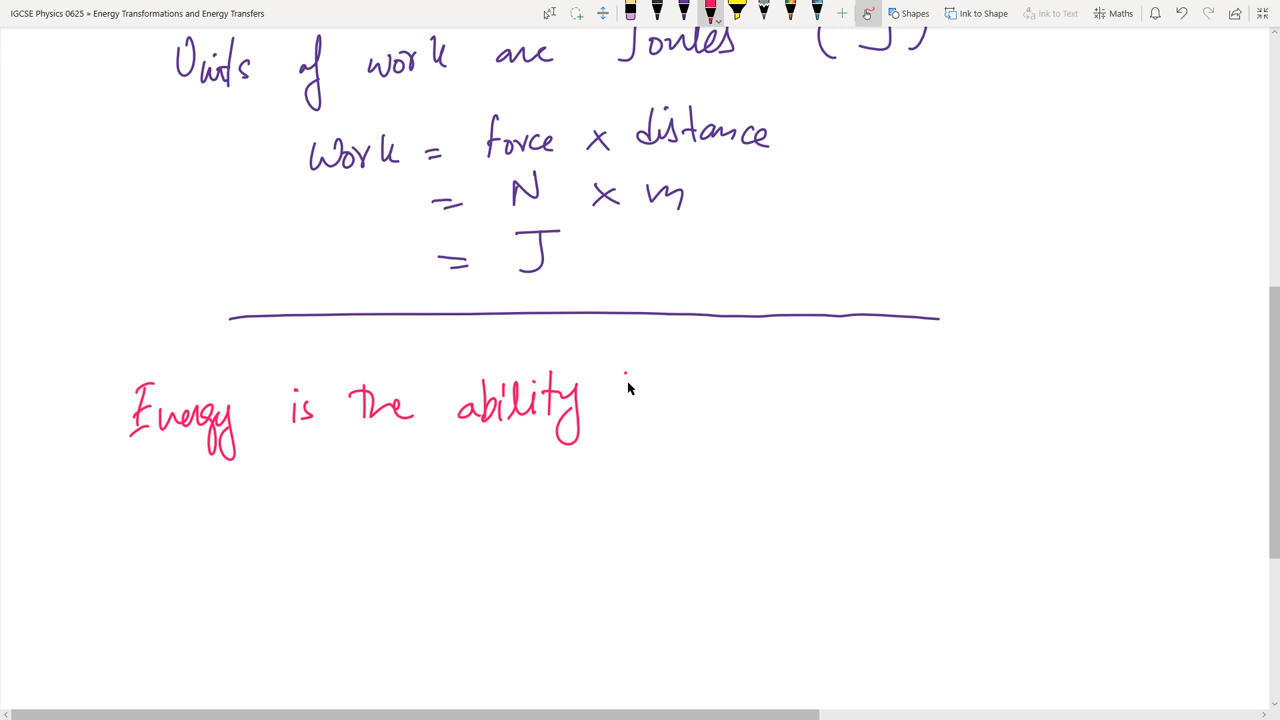 IGCSE Physics 0625 - Energy Transformations and Energy Transfers
Shapes Ink to Shape Ink to Text Maths
Units of work are Joules (J)
Work = force x distance
= N x m
= J
Energy is the ability